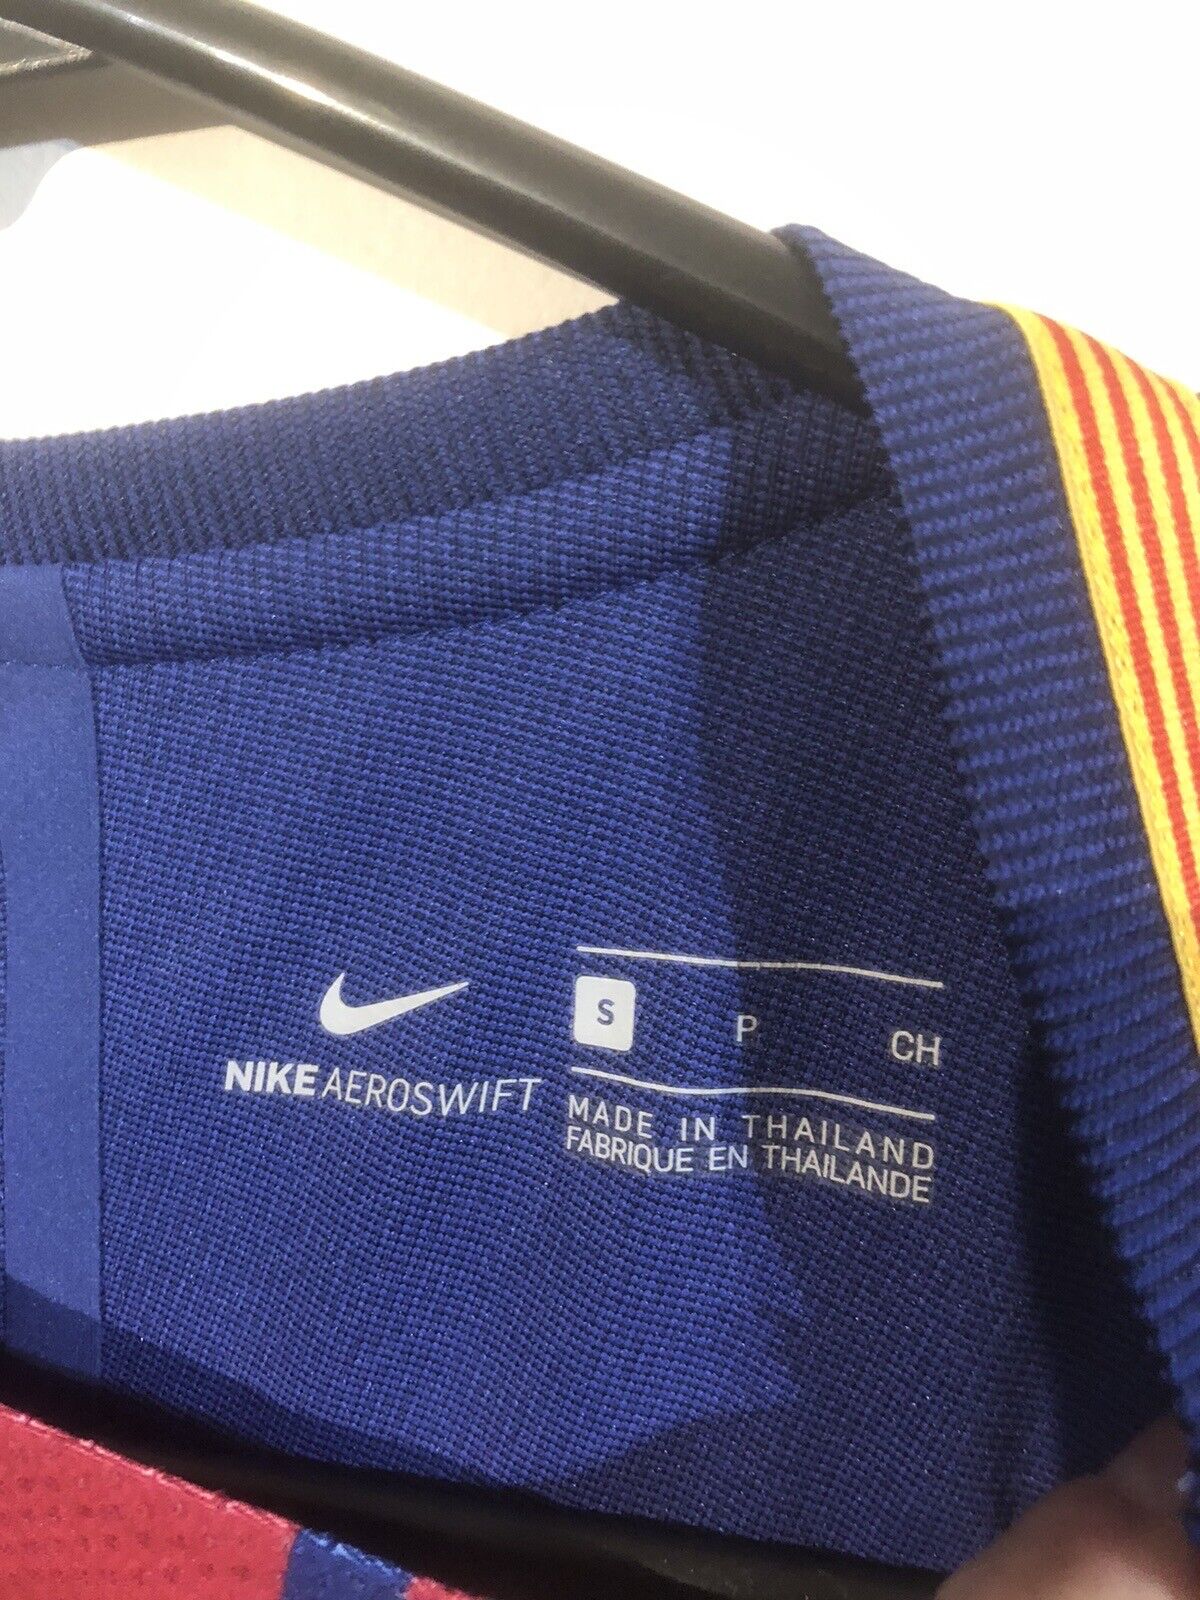 NIKE AEROSWIFT
S P CH
MADE IN THAILAND
FABRIQUE EN THAILANDE